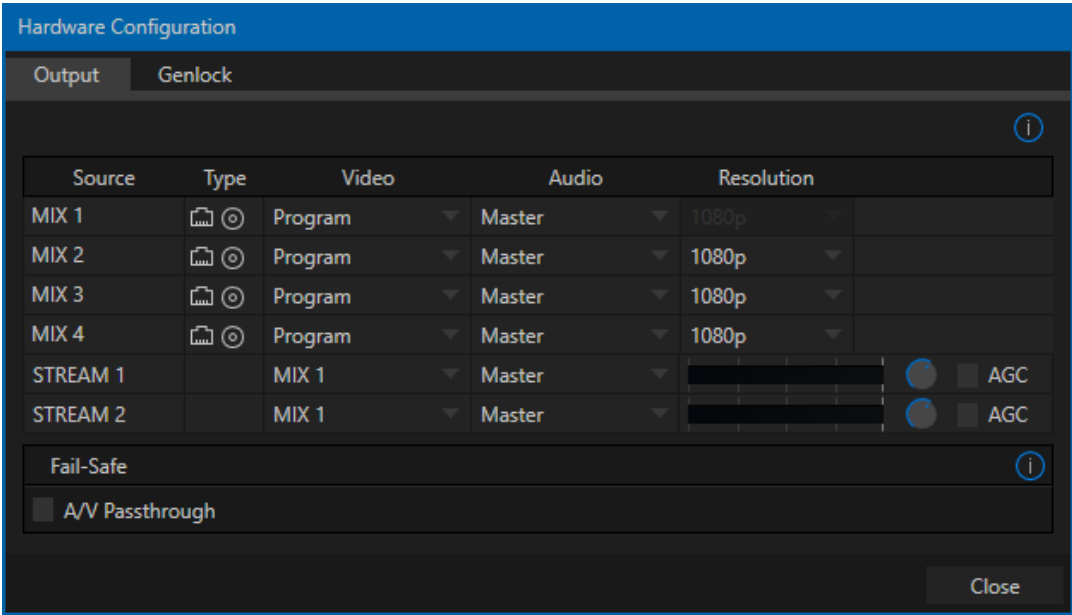 Hardware Configuration
Output Genlock
Source Type Video Audio Resolution
MIX 1 Program Master 1080p
MIX 2 Program Master 1080p
MIX 3 Program Master 1080p
MIX 4 Program Master 1080p
STREAM 1 MIX 1 Master AGC
STREAM 2 MIX 1 Master AGC
Fail-Safe
A/V Passthrough
Close